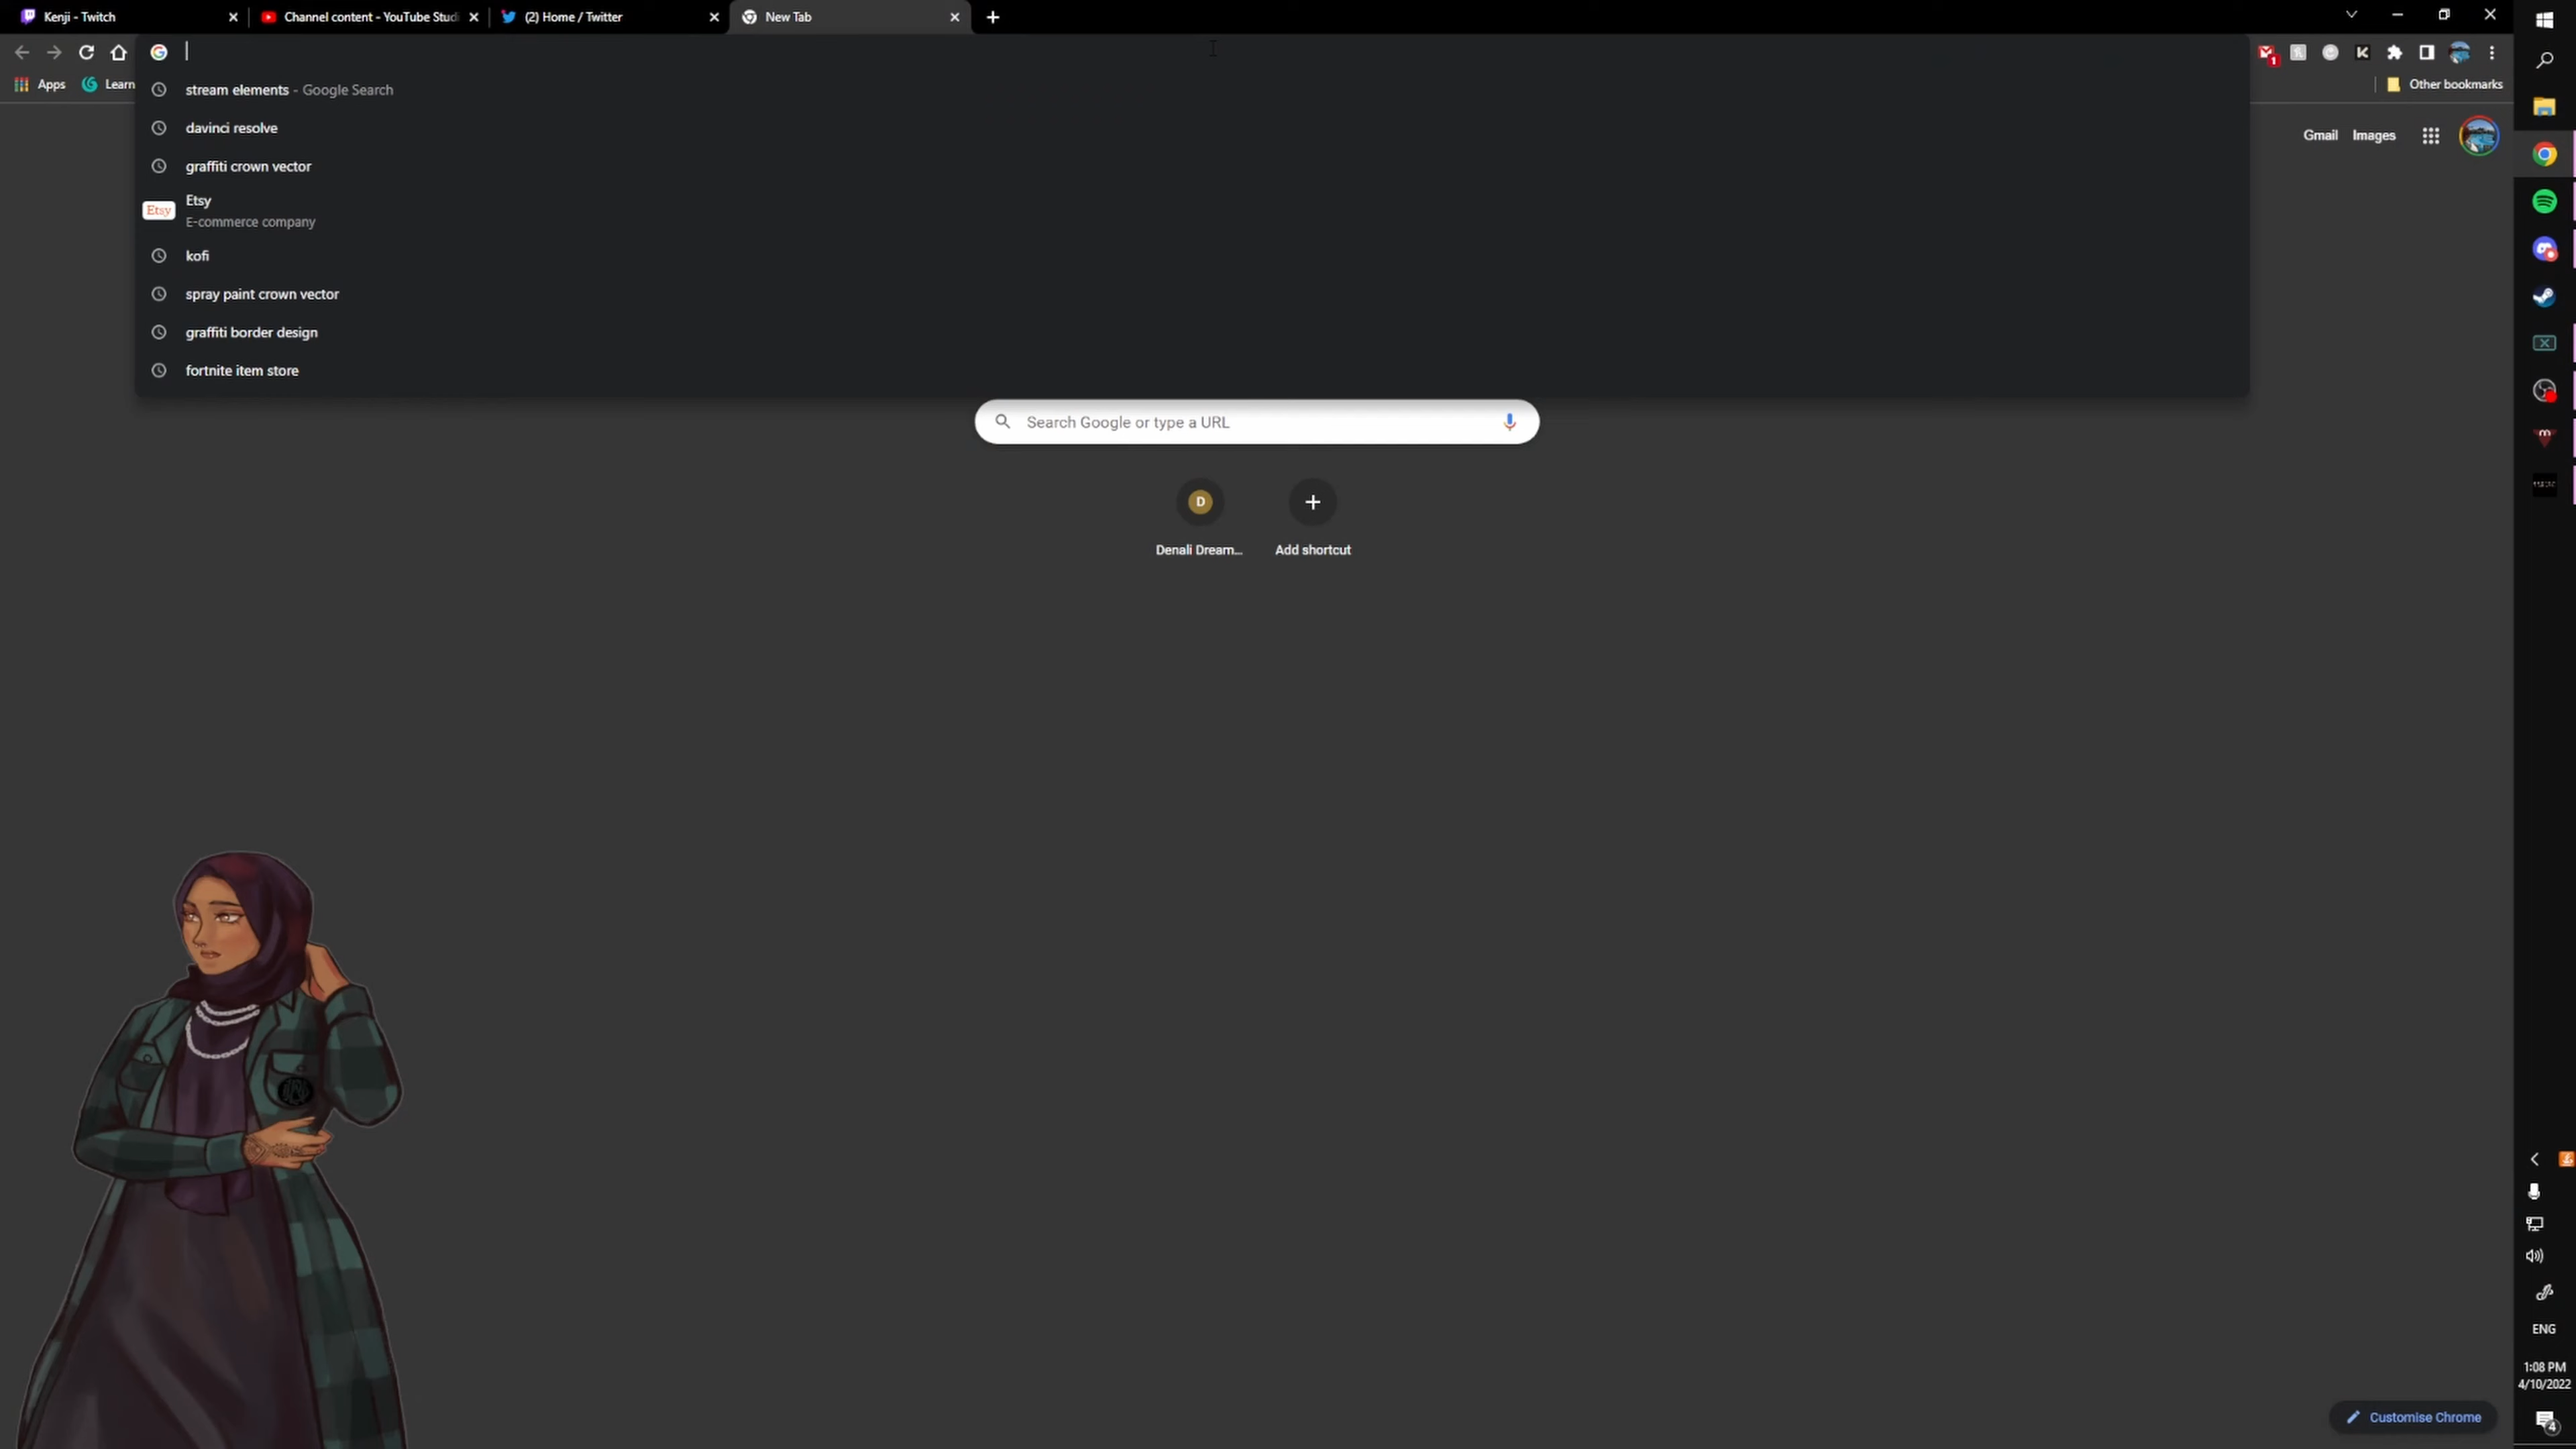 Kenji - Twitch
Channel content - YouTube Studi
(2) Home / Twitter
New Tab
Apps
Learn
Other bookmarks
stream elements - Google Search
davinci resolve
graffiti crown vector
Etsy
Etsy
E-commerce company
kofi
spray paint crown vector
graffiti border design
fortnite item store
Gmail
Images
Search Google or type a URL
D
Denali Dream...
Add shortcut
ENG
1:08 PM
4/10/2022
4
Customise Chrome